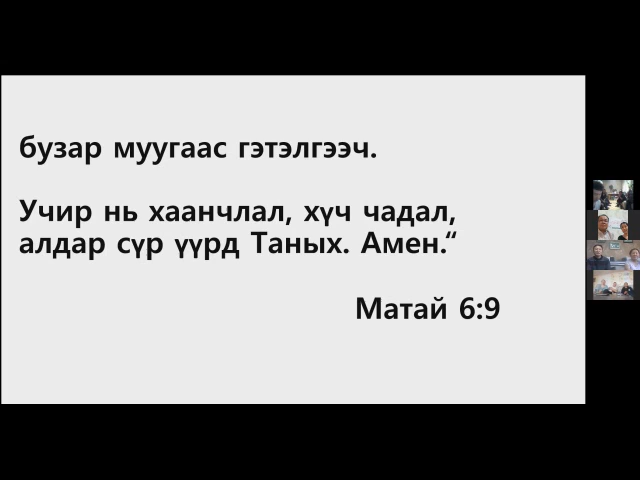 бузар муугаас гэтэлгээч.
Учир нь хаанчлал, хүч чадал,
алдар сүр үүрд Таных. Амен.“
Матай 6:9